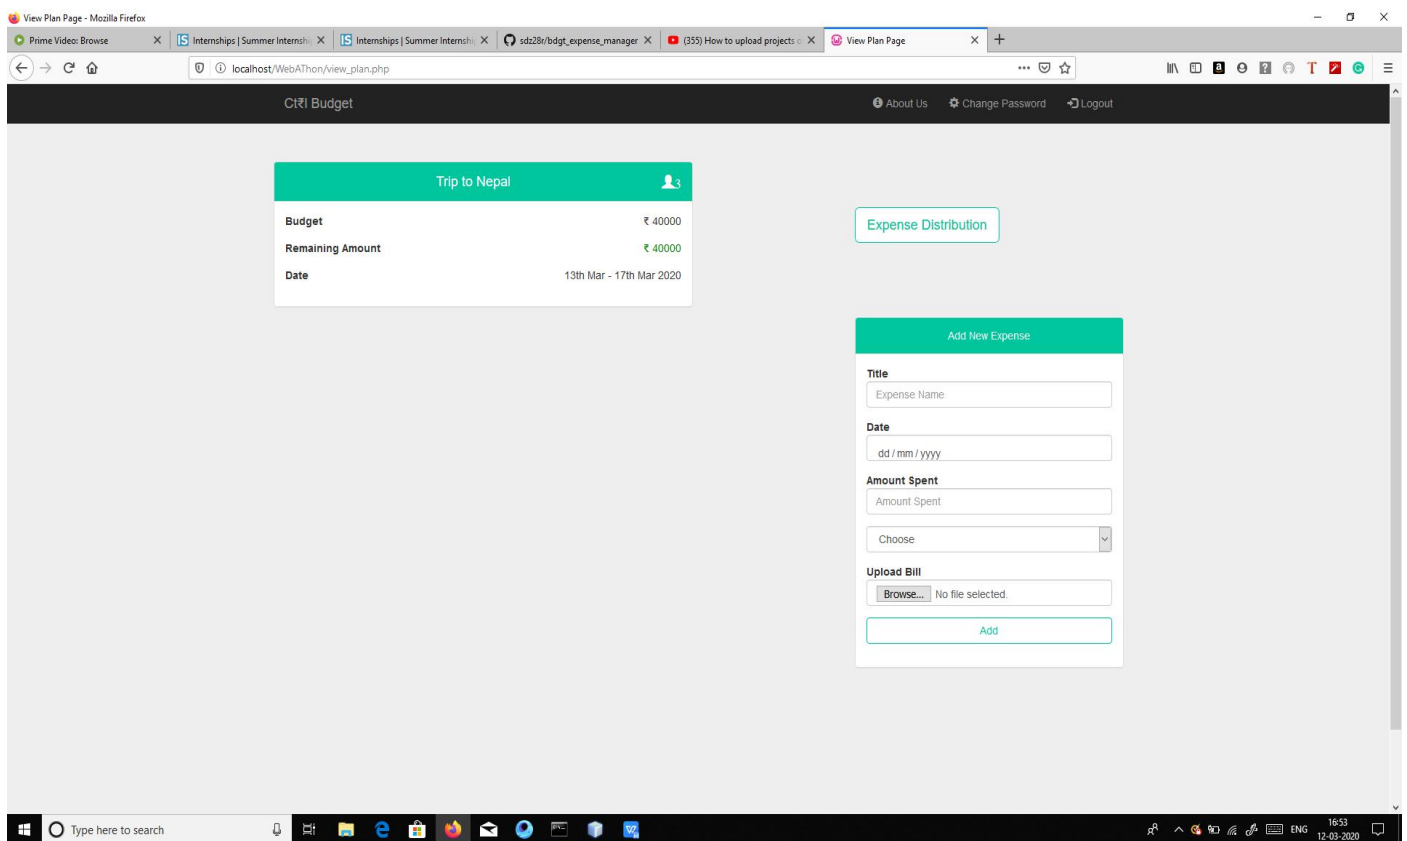 View Plan Page - Mozilla Firefox
Prime Video: Browse
Internships | Summer Internshi
Internships | Summer Internshi
sdz28r/bdgt_expense_manager
(355) How to upload projects o
View Plan Page
localhost/WebAThon/view_plan.php
Ct₹l Budget
About Us
Change Password
Logout
Trip to Nepal
3
Budget
₹ 40000
Remaining Amount
₹ 40000
Date
13th Mar - 17th Mar 2020
Expense Distribution
Add New Expense
Title
Expense Name
Date
dd / mm / yyyy
Amount Spent
Amount Spent
Choose
Upload Bill
Browse... No file selected.
Add
Type here to search
ENG
16:53
12-03-2020